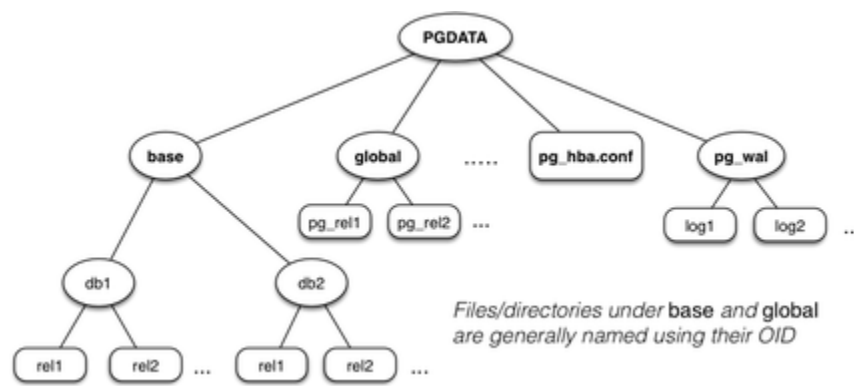 PGDATA
base
global
.....
pg_hba.conf
pg_wal
pg_rel1
pg_rel2
...
log1
log2
..
db1
db2
Files/directories under base and global
are generally named using their OID
rel1
rel2
...
rel1
rel2
...